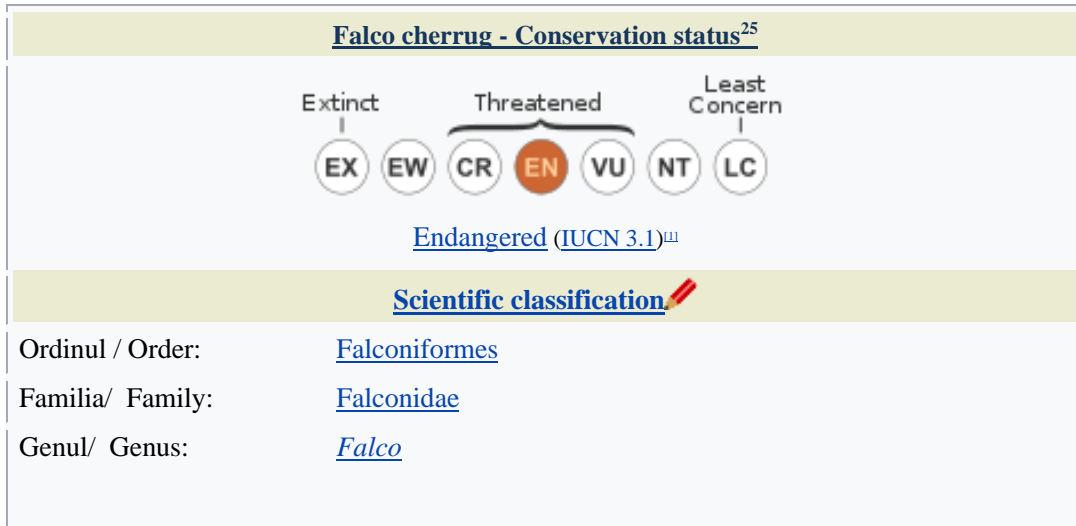 Falco cherrug - Conservation status25
Extinct Threatened Least Concern
EX EW CR EN VU NT LC
Endangered (IUCN 3.1)[1]
Scientific classification
Ordinul / Order: Falconiformes
Familia/ Family: Falconidae
Genul/ Genus: Falco